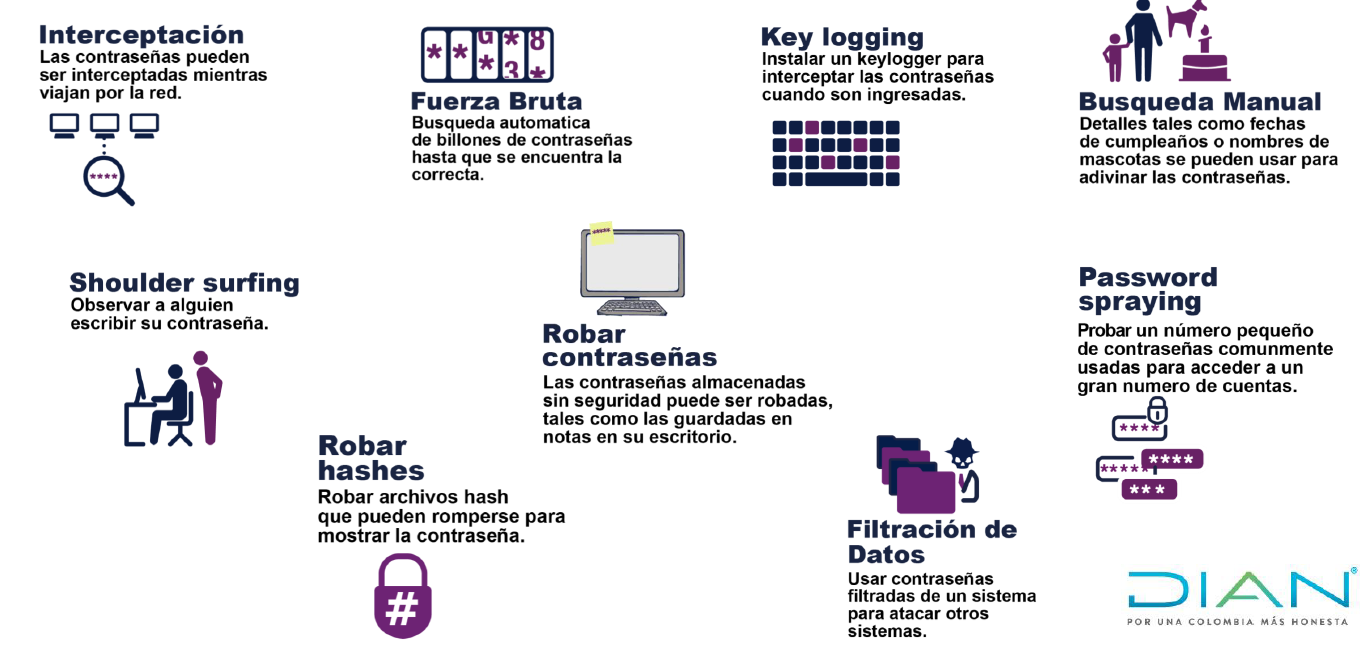 Interceptación
Las contraseñas pueden
ser interceptadas mientras
viajan por la red.
****
* * G * 8
* 3 *
Fuerza Bruta
Busqueda automatica
de billones de contraseñas
hasta que se encuentra la
correcta.
Key logging
Instalar un keylogger para
interceptar las contraseñas
cuando son ingresadas.
Busqueda Manual
Detalles tales como fechas
de cumpleaños o nombres de
mascotas se pueden usar para
adivinar las contraseñas.
Shoulder surfing
Observar a alguien
escribir su contraseña.
*****
Robar
contraseñas
Las contraseñas almacenadas
sin seguridad puede ser robadas,
tales como las guardadas en
notas en su escritorio.
Password
spraying
Probar un número pequeño
de contraseñas comunmente
usadas para acceder a un
gran numero de cuentas.
****
****
*****
***
Robar
hashes
Robar archivos hash
que pueden romperse para
mostrar la contraseña.
#
Filtración de
Datos
Usar contraseñas
filtradas de un sistema
para atacar otros
sistemas.
DIAN®
POR UNA COLOMBIA MÁS HONESTA